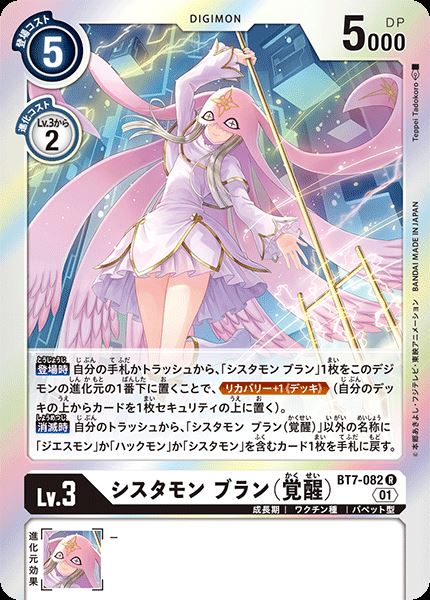 DIGIMON
登場コスト
5
DP
5000
進化コスト
Lv.3から
2
Teppei Tadokoro
BANDAI MADE IN JAPAN
© 本郷あきよし・フジテレビ・東映アニメーション
登場時 自分の手札かトラッシュから、「シスタモン ブラン」1枚をこのデジ
モンの進化元の1番下に置くことで、リカバリー+1《デッキ》(自分のデッ
キの上からカードを1枚セキュリティの上に置く)。
消滅時 自分のトラッシュから、「シスタモン ブラン(覚醒)」以外の名称に
「ジエスモン」か「ハックモン」か「シスタモン」を含むカード1枚を手札に戻す。
Lv.3
シスタモン ブラン(覚醒)
かく せい
BT7-082 R
01
成長期 | ワクチン種 | パペット型
進化元効果
–